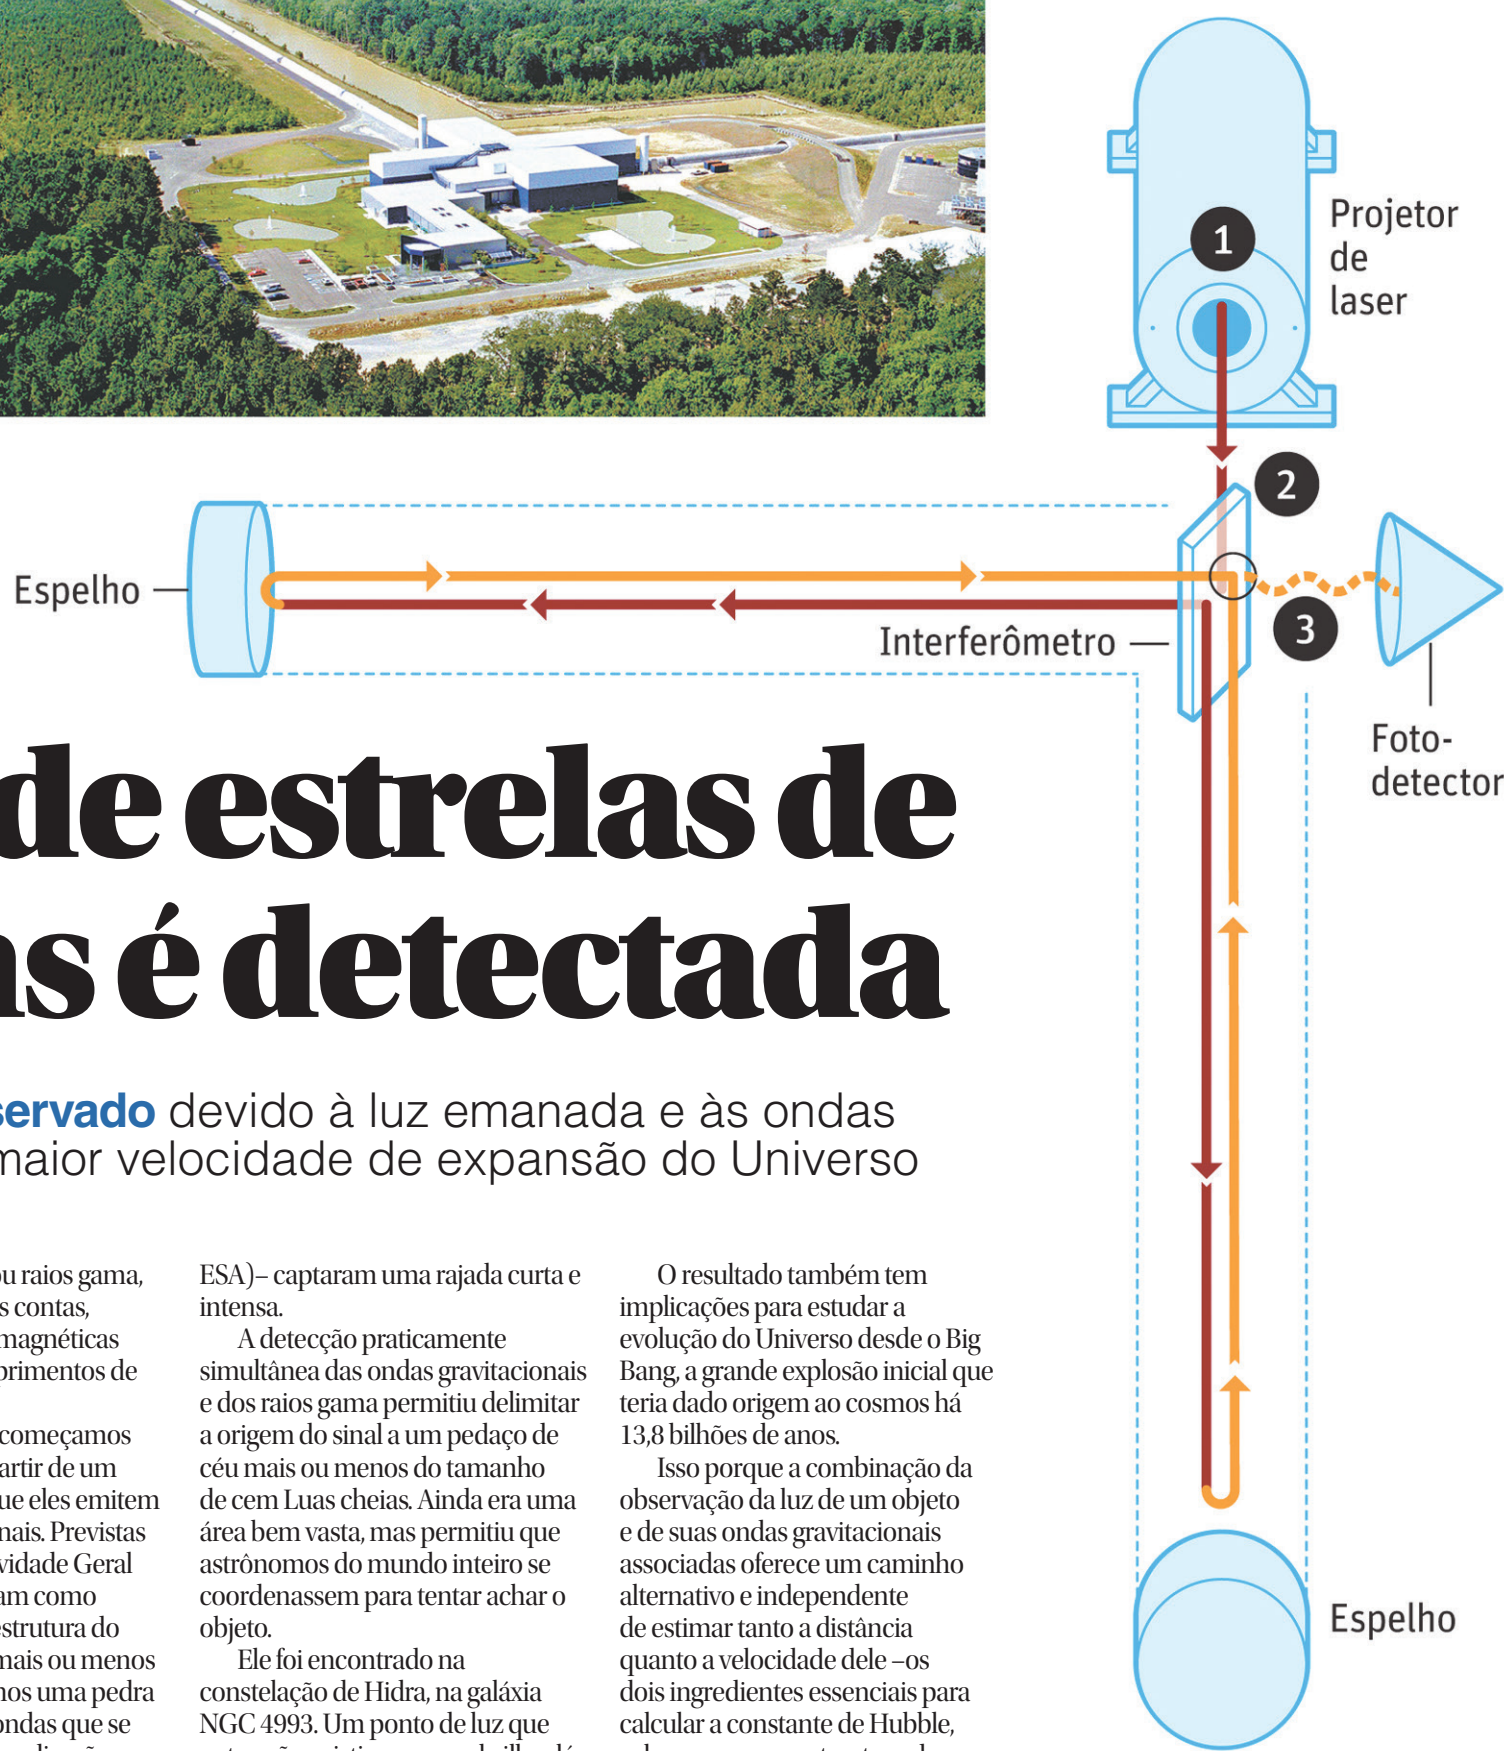 1
Projetor
de
laser
2
Espelho
Interferômetro
3
Foto-
detector
de estrelas de
é detectada
devido à luz emanada e às ondas
maior velocidade de expansão do Universo
ou raios gama,
contas,
magnéticas
de
começamos
de um
eles emitem
Previstas
Geral
como
do
mais ou menos
uma pedra
ondas que se
ESA)– captaram uma rajada curta e
intensa.
A detecção praticamente
simultânea das ondas gravitacionais
e dos raios gama permitiu delimitar
a origem do sinal a um pedaço de
céu mais ou menos do tamanho
de cem Luas cheias. Ainda era uma
área bem vasta, mas permitiu que
astrônomos do mundo inteiro se
coordenassem para tentar achar o
objeto.
Ele foi encontrado na
constelação de Hidra, na galáxia
NGC 4993. Um ponto de luz que
O resultado também tem
implicações para estudar a
evolução do Universo desde o Big
Bang, a grande explosão inicial que
teria dado origem ao cosmos há
13,8 bilhões de anos.
Isso porque a combinação da
observação da luz de um objeto
e de suas ondas gravitacionais
associadas oferece um caminho
alternativo e independente
de estimar tanto a distância
quanto a velocidade dele –os
dois ingredientes essenciais para
calcular a constante de Hubble,
Espelho